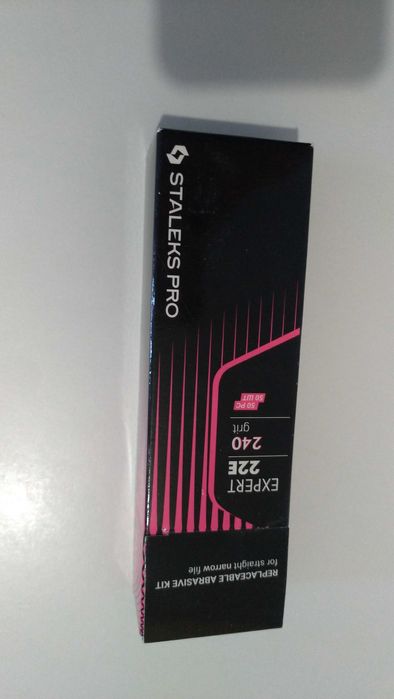 STALEKS PRO
REPLACEABLE ABRASIVE KIT
for straight narrow file
EXPERT
22E
240
grit
50 PC
50 ШТ